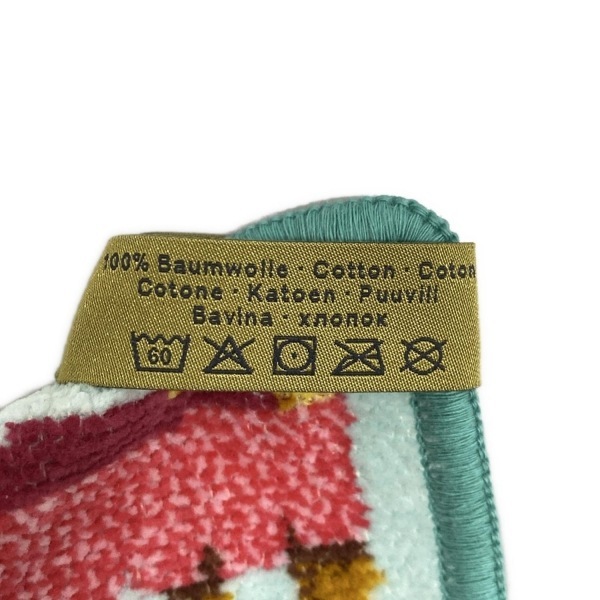 100% Baumwolle · Cotton · Coton
Cotone · Katoen · Puuvill
Bavlna · хлопок
60